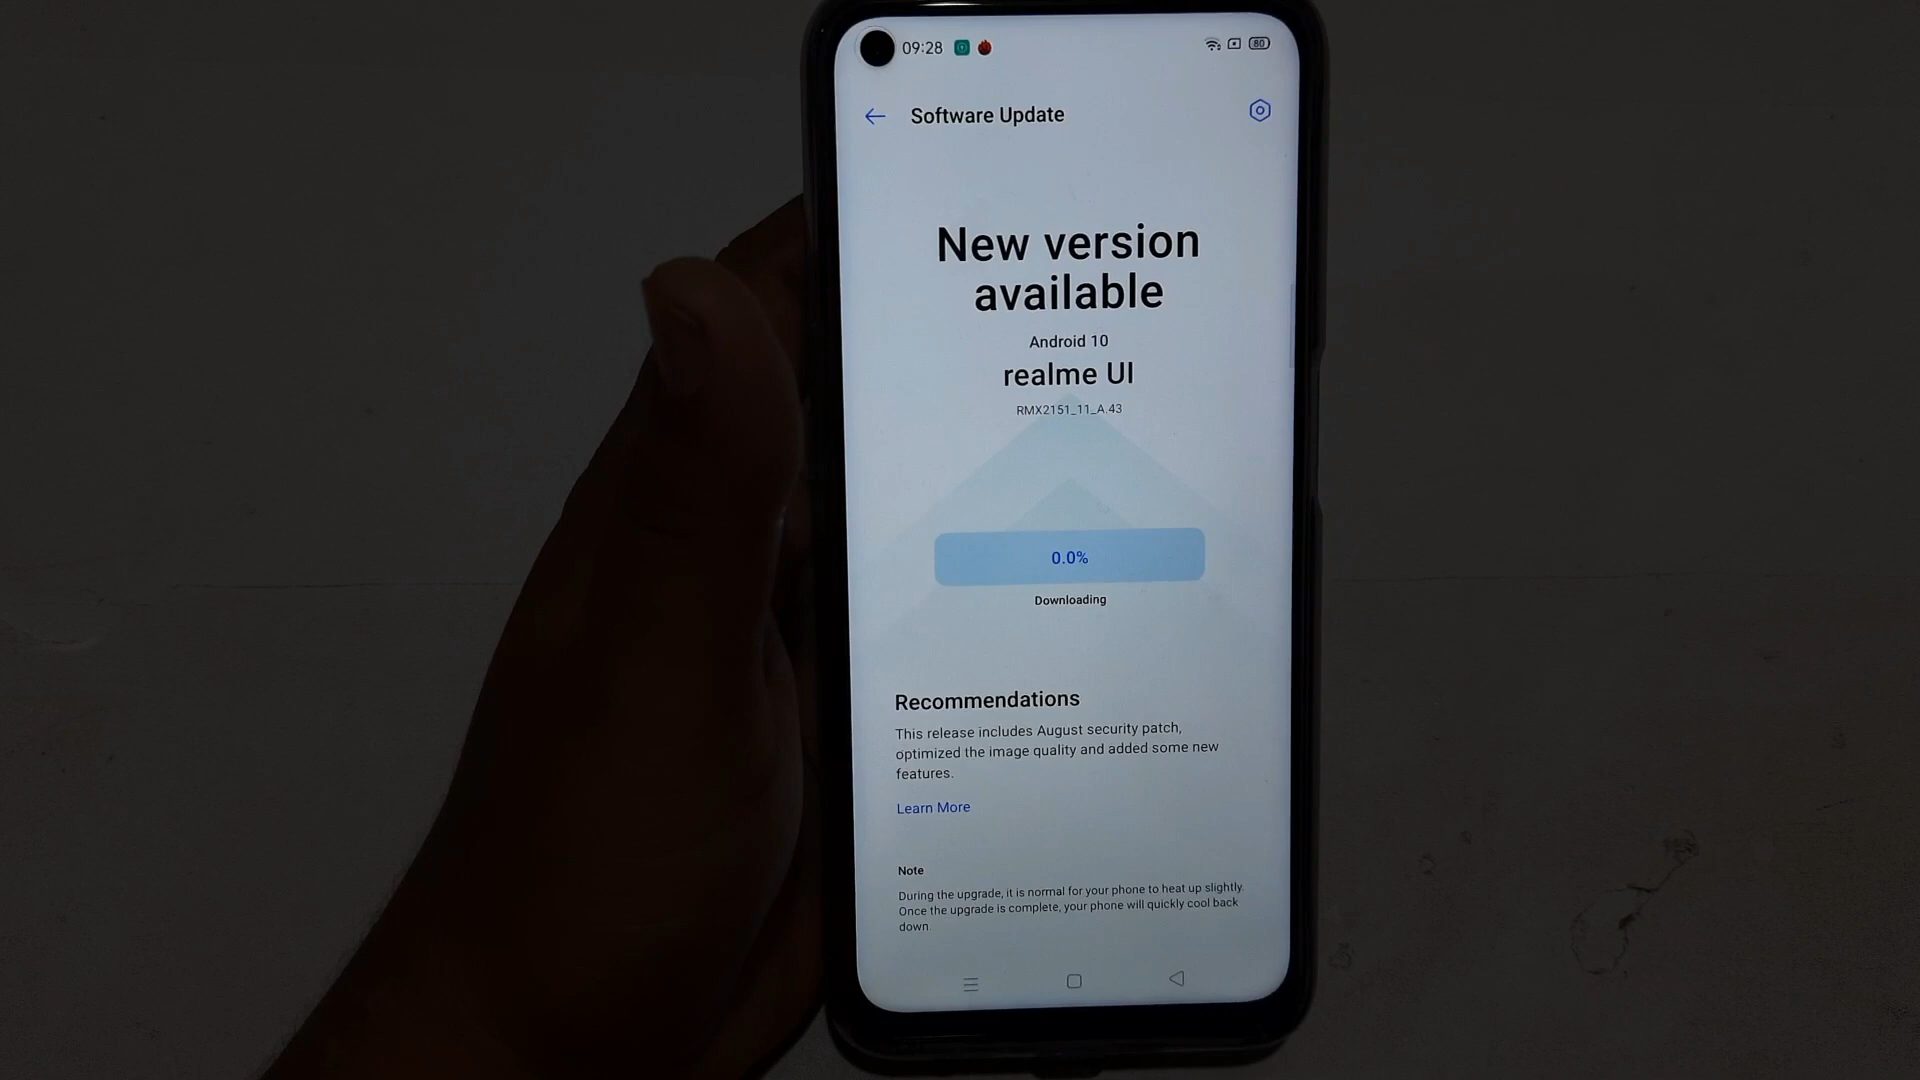 09:28
80
Software Update
New version
available
Android 10
realme UI
RMX2151_11_A.43
0.0%
Downloading
Recommendations
This release includes August security patch,
optimized the image quality and added some new
features.
Learn More
Note
During the upgrade, it is normal for your phone to heat up slightly.
Once the upgrade is complete, your phone will quickly cool back
down.